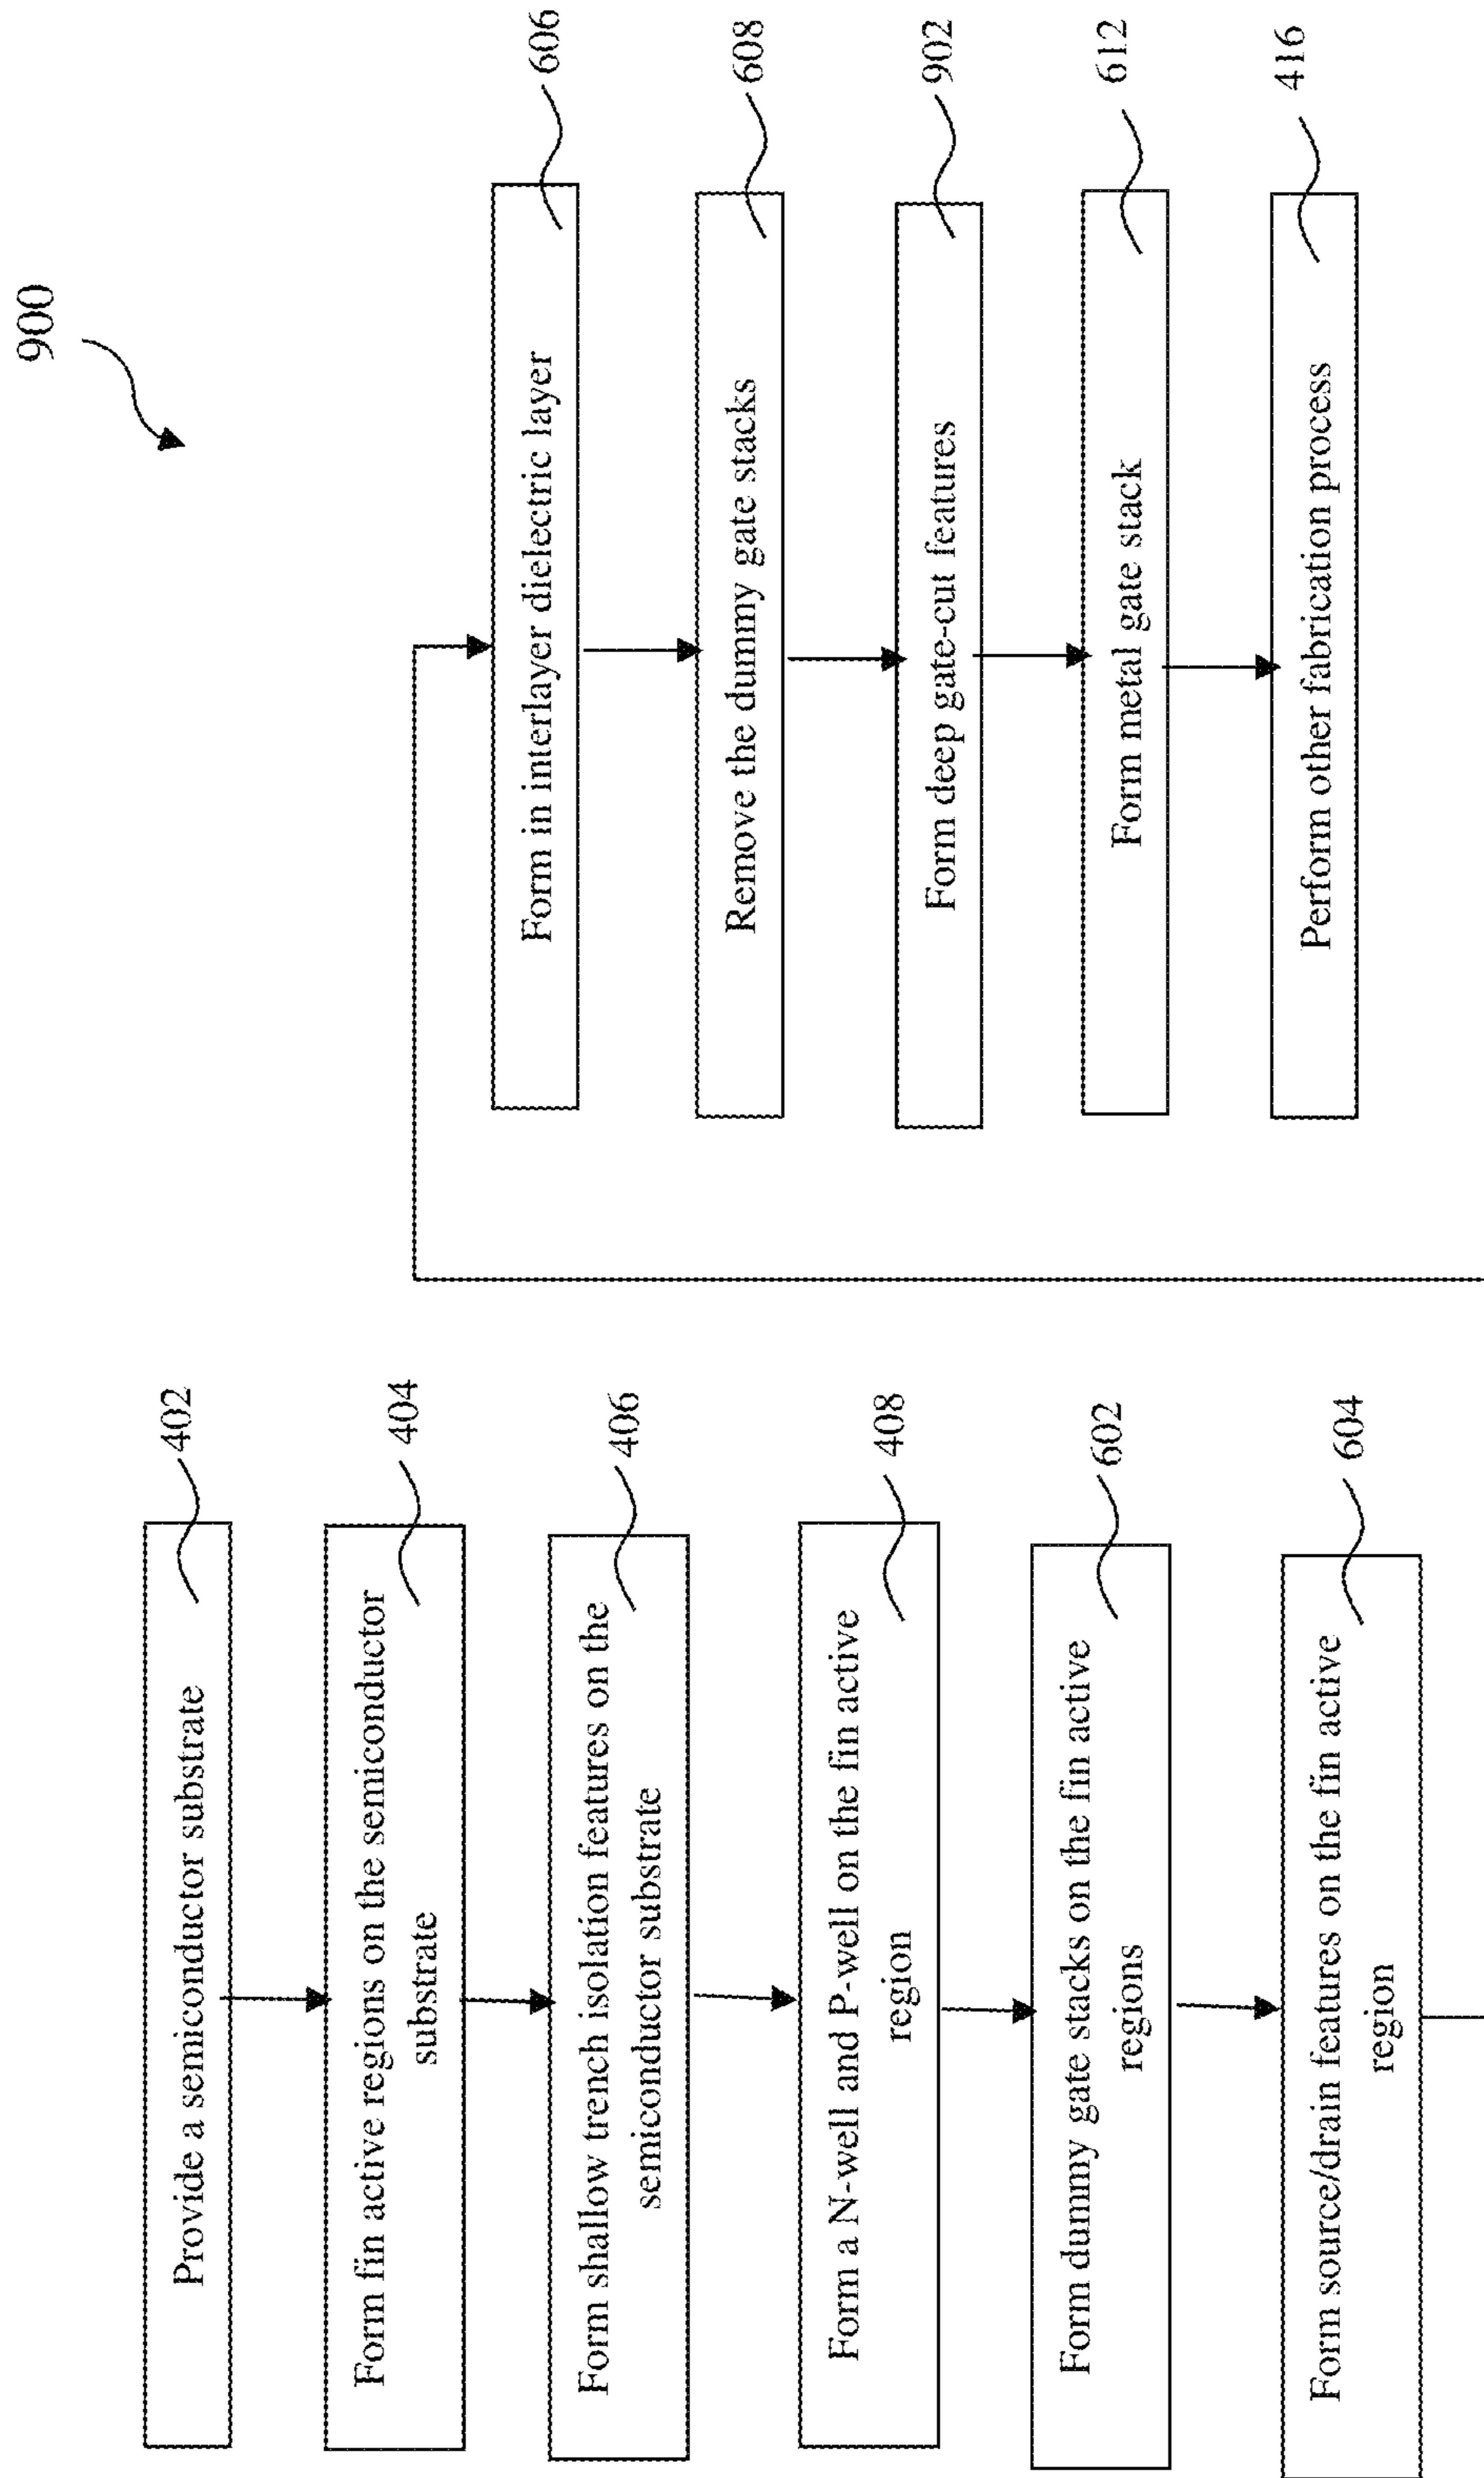 900
Provide a semiconductor substrate
402
Form fin active regions on the semiconductor
substrate
404
Form shallow trench isolation features on the
semiconductor substrate
406
Form a N-well and P-well on the fin active
region
408
Form dummy gate stacks on the fin active
regions
602
Form source/drain features on the fin active
region
604
Form in interlayer dielectric layer
606
Remove the dummy gate stacks
608
Form deep gate-cut features
902
Form metal gate stack
612
Perform other fabrication process
416